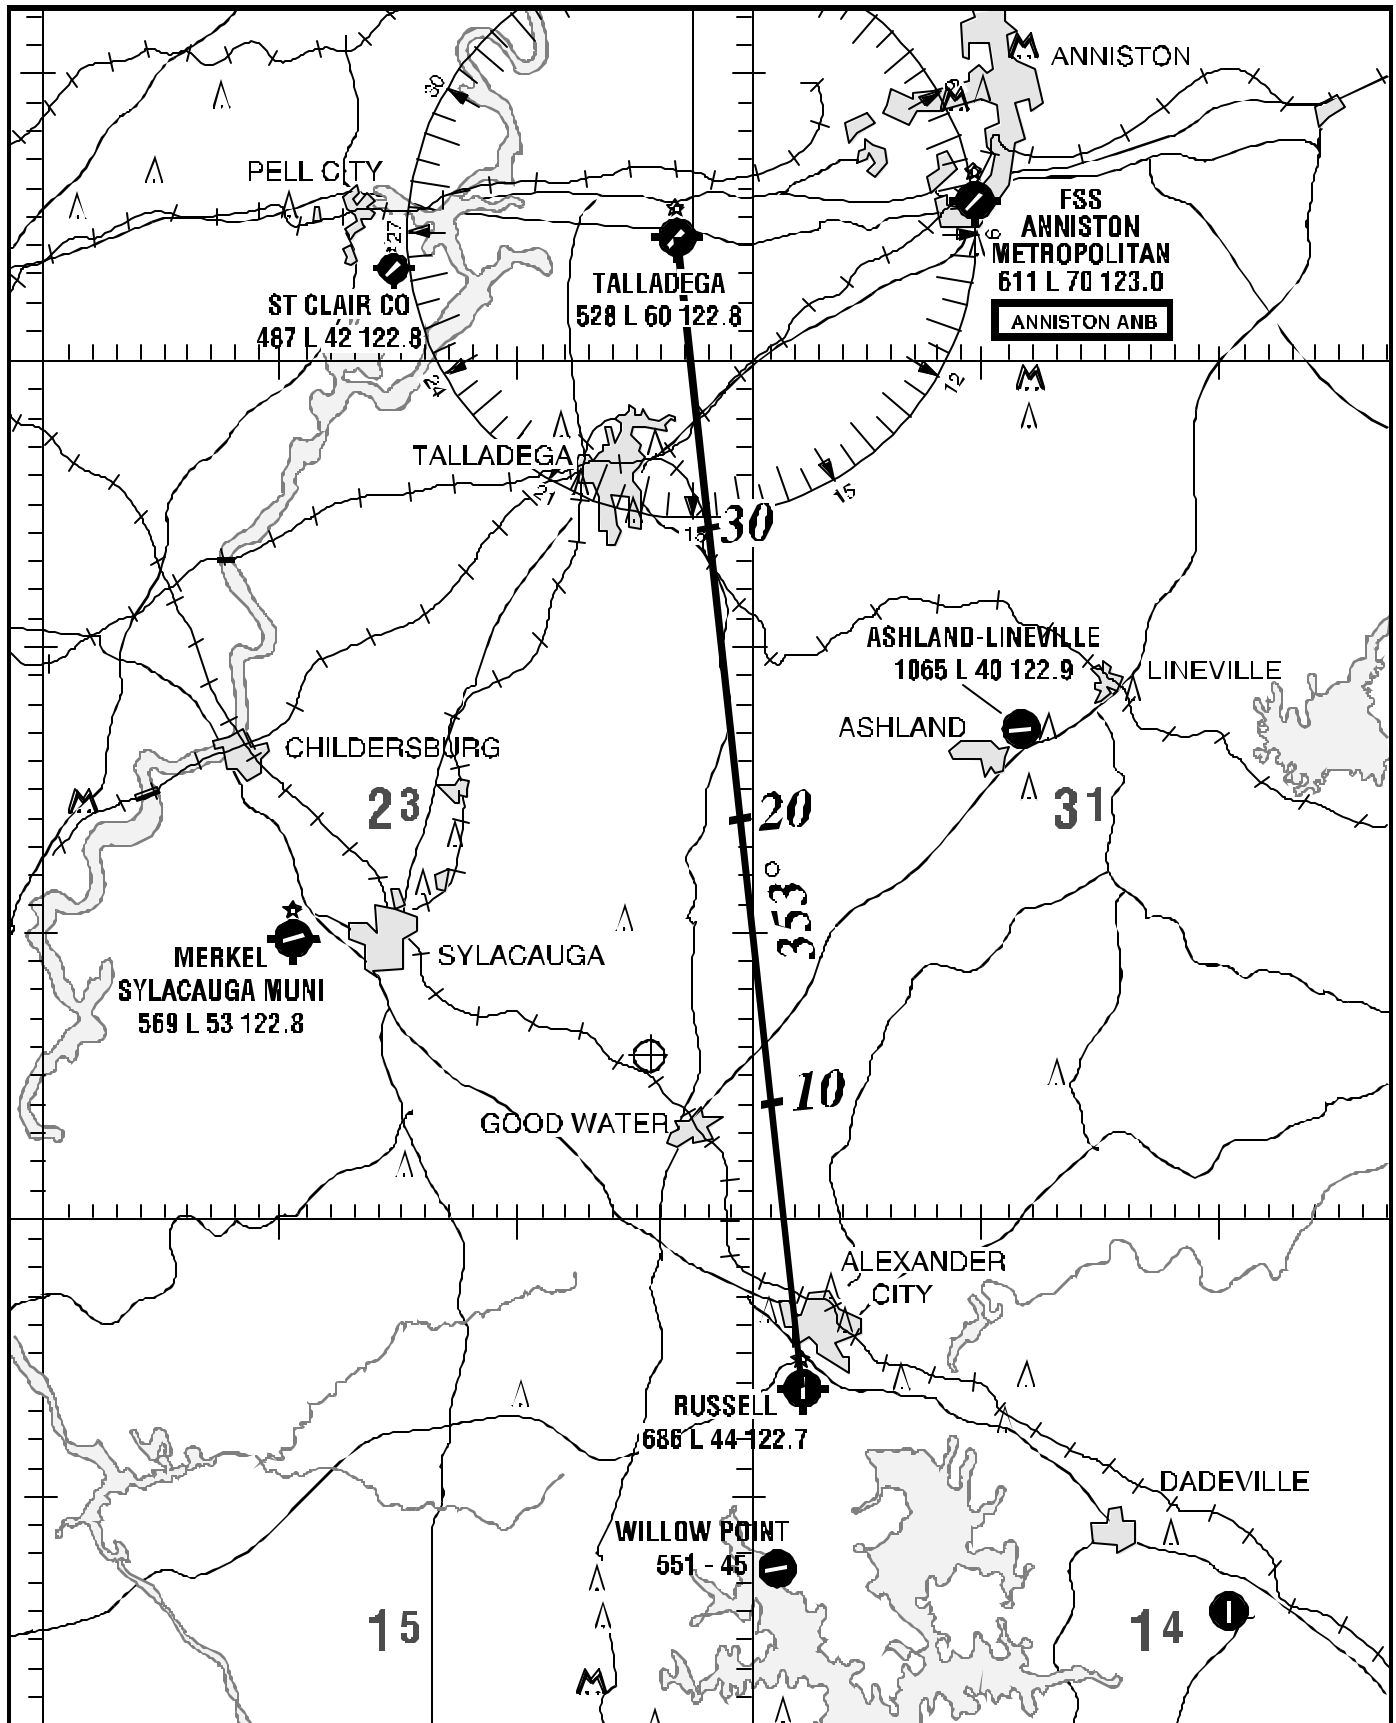 ANNISTON
30
PELL CITY
27
FSS
ANNISTON
METROPOLITAN
611 L 70 123.0
ANNISTON ANB
TALLADEGA
528 L 60 122.8
ST CLAIR CO
487 L 42 122.8
24
12
TALLADEGA
21
15
30
ASHLAND-LINEVILLE
1065 L 40 122.9
LINEVILLE
ASHLAND
CHILDERSBURG
23
20
31
353°
MERKEL
SYLACAUGA MUNI
569 L 53 122.8
SYLACAUGA
10
GOOD WATER
ALEXANDER
CITY
RUSSELL
686 L 44 122.7
DADEVILLE
WILLOW POINT
551 - 45
15
14